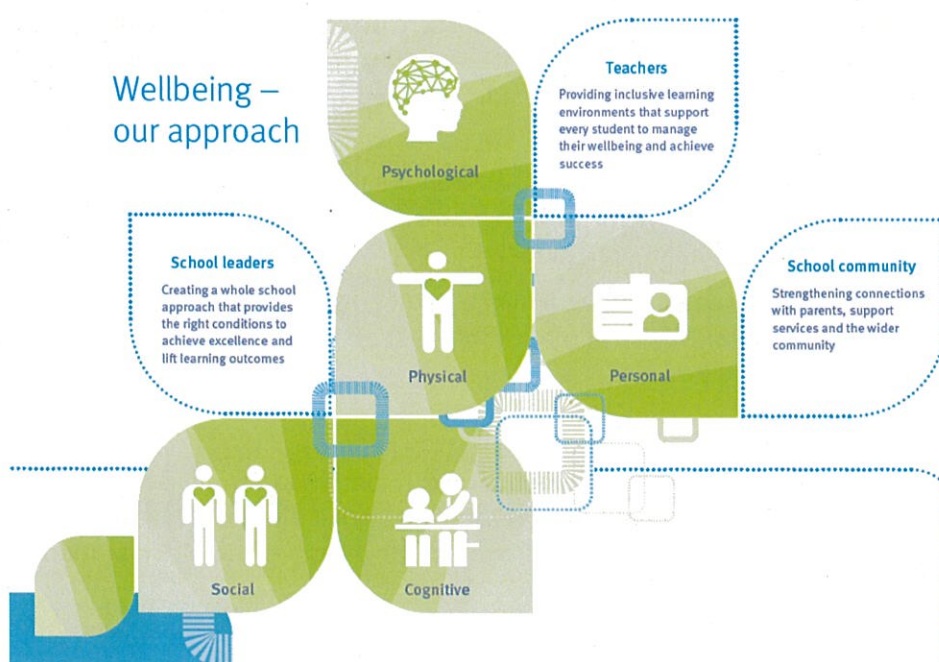 Wellbeing –
our approach
Psychological
Teachers
Providing inclusive learning
environments that support
every student to manage
their wellbeing and achieve
success
School leaders
Creating a whole school
approach that provides
the right conditions to
achieve excellence and
lift learning outcomes
Physical
Personal
School community
Strengthening connections
with parents, support
services and the wider
community
Social
Cognitive